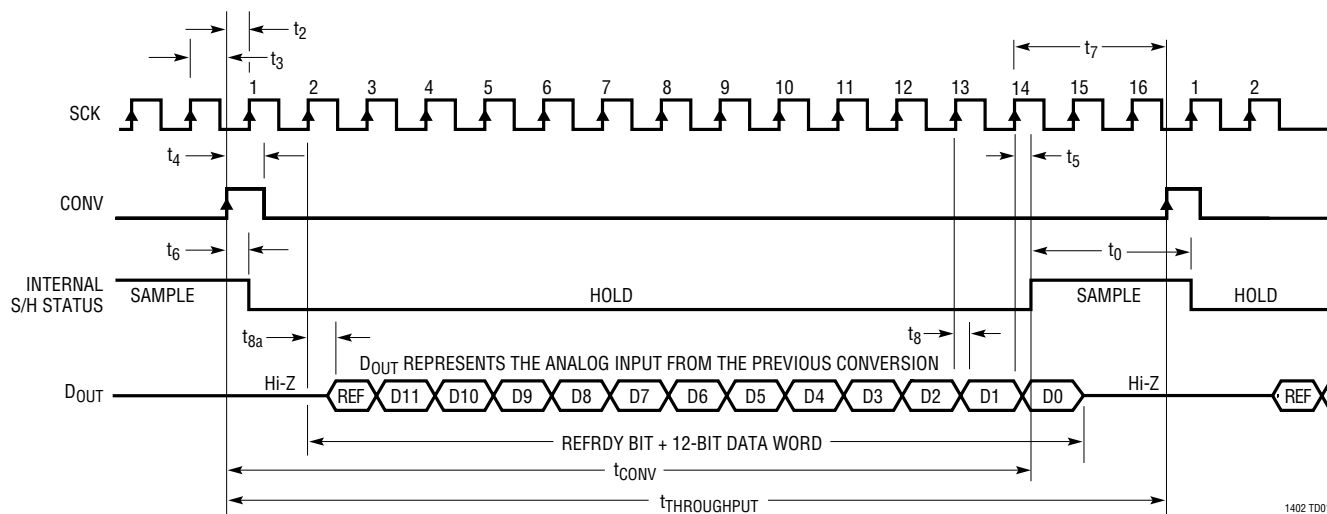 t2
t3
t7
1 2 3 4 5 6 7 8 9 10 11 12 13 14 15 16 1 2
SCK
t4
t5
CONV
t6
t0
INTERNAL
S/H STATUS
SAMPLE HOLD SAMPLE HOLD
t8a
t8
DOUT REPRESENTS THE ANALOG INPUT FROM THE PREVIOUS CONVERSION
DOUT
Hi-Z REF D11 D10 D9 D8 D7 D6 D5 D4 D3 D2 D1 D0 Hi-Z REF
REFRDY BIT + 12-BIT DATA WORD
tCONV
tTHROUGHPUT